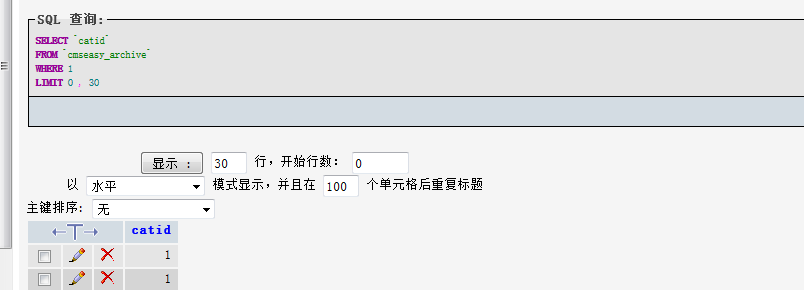 SQL 查询:
SELECT `catid`
FROM `cmseasy_archive`
WHERE 1
LIMIT 0 , 30
显示 : 30 行，开始行数: 0
以 水平 模式显示，并且在 100 个单元格后重复标题
主键排序: 无
←T→ catid
1
1